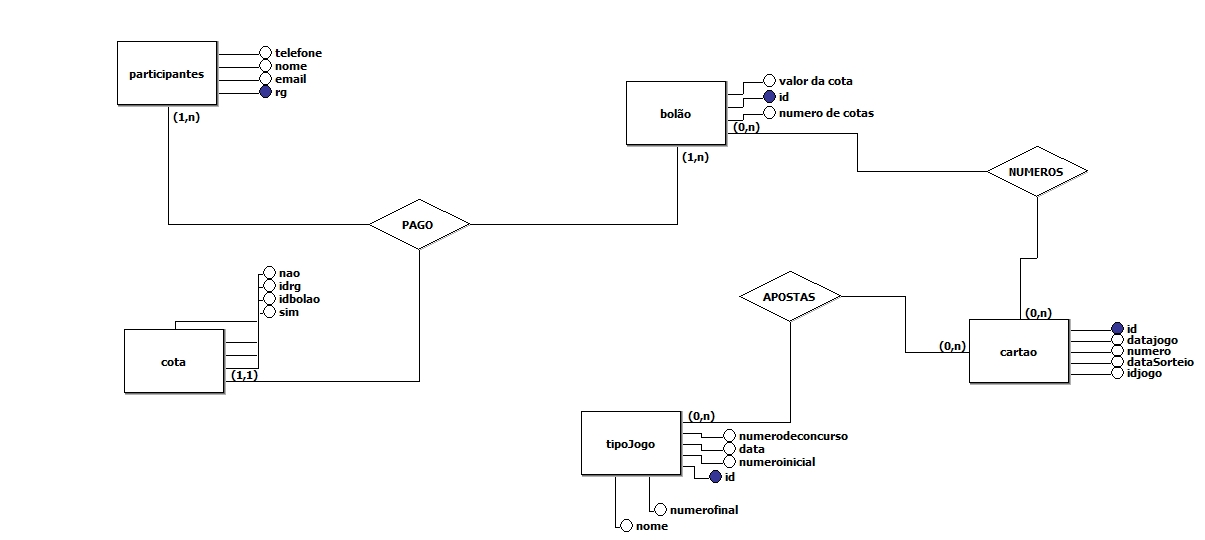 participantes
telefone
nome
email
rg
(1,n)
bolão
valor da cota
id
numero de cotas
(0,n)
(1,n)
NUMEROS
PAGO
nao
idrg
idbolao
sim
cota
(1,1)
APOSTAS
(0,n)
(0,n)
cartao
id
datajogo
numero
dataSorteio
idjogo
(0,n)
tipoJogo
numerodeconcurso
data
numeroinicial
id
numerofinal
nome